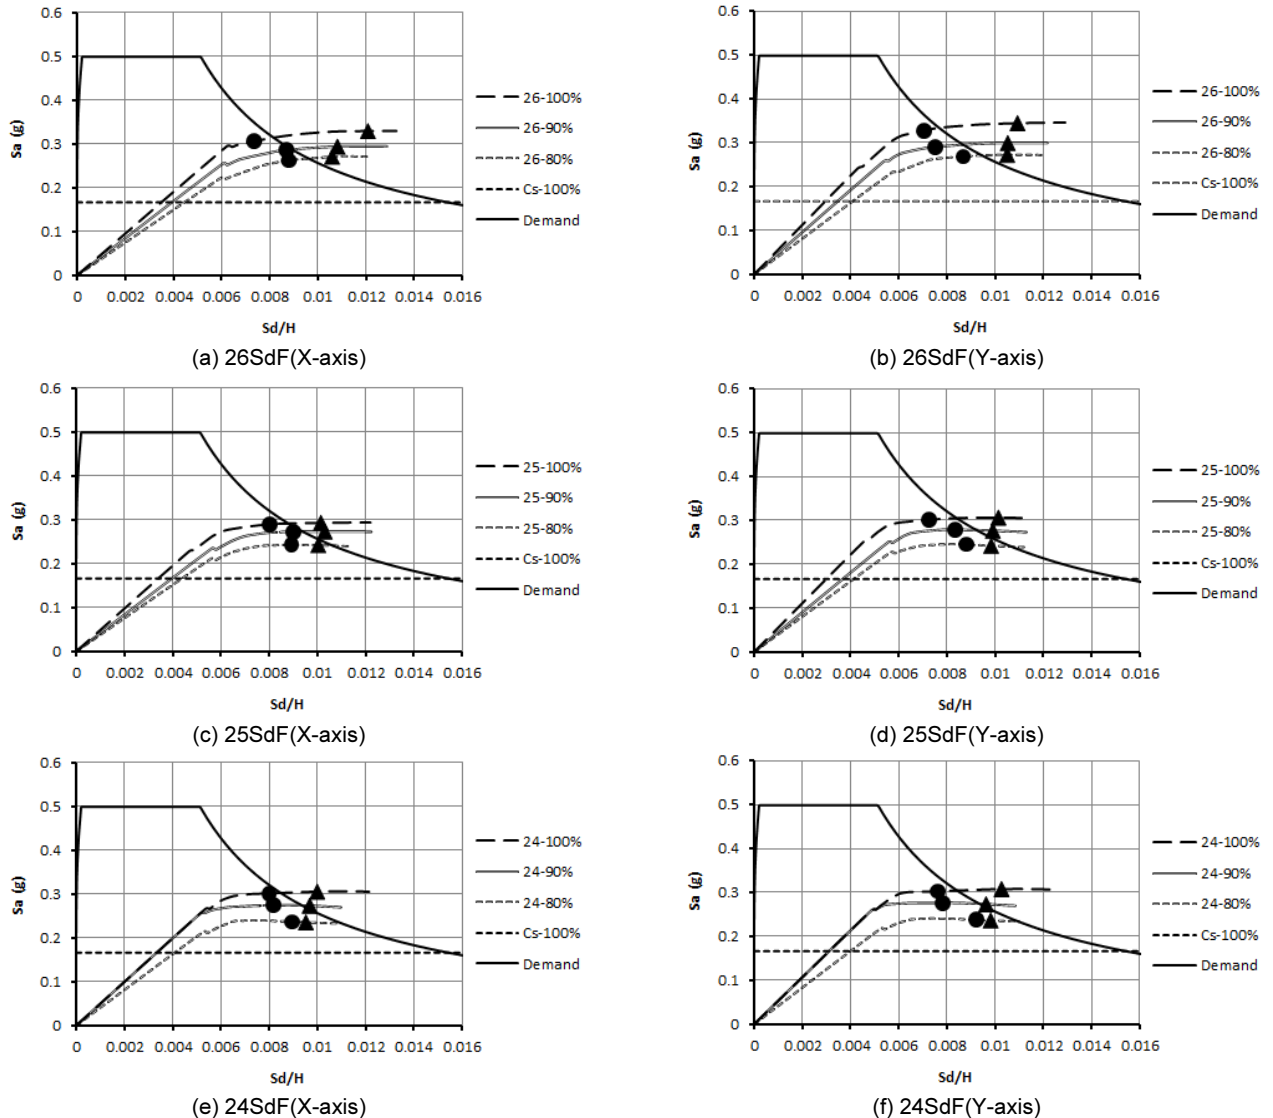 0.6
0.5
0.4
0.3
0.2
0.1
0
Sa (g)
0 0.002 0.004 0.006 0.008 0.01 0.012 0.014 0.016
Sd/H
26-100%
26-90%
26-80%
Cs-100%
Demand
(a) 26SdF(X-axis)
0.6
0.5
0.4
0.3
0.2
0.1
0
Sa (g)
0 0.002 0.004 0.006 0.008 0.01 0.012 0.014 0.016
Sd/H
26-100%
26-90%
26-80%
Cs-100%
Demand
(b) 26SdF(Y-axis)
0.6
0.5
0.4
0.3
0.2
0.1
0
Sa (g)
0 0.002 0.004 0.006 0.008 0.01 0.012 0.014 0.016
Sd/H
25-100%
25-90%
25-80%
Cs-100%
Demand
(c) 25SdF(X-axis)
0.6
0.5
0.4
0.3
0.2
0.1
0
Sa (g)
0 0.002 0.004 0.006 0.008 0.01 0.012 0.014 0.016
Sd/H
25-100%
25-90%
25-80%
Cs-100%
Demand
(d) 25SdF(Y-axis)
0.6
0.5
0.4
0.3
0.2
0.1
0
Sa (g)
0 0.002 0.004 0.006 0.008 0.01 0.012 0.014 0.016
Sd/H
24-100%
24-90%
24-80%
Cs-100%
Demand
(e) 24SdF(X-axis)
0.6
0.5
0.4
0.3
0.2
0.1
0
Sa (g)
0 0.002 0.004 0.006 0.008 0.01 0.012 0.014 0.016
Sd/H
24-100%
24-90%
24-80%
Cs-100%
Demand
(f) 24SdF(Y-axis)